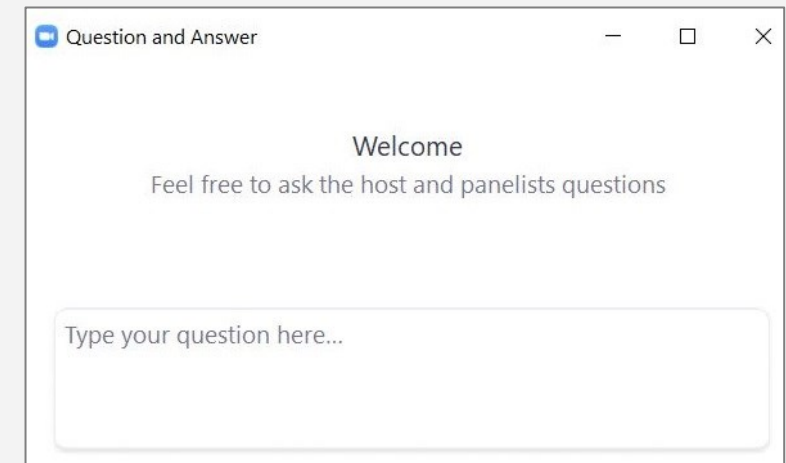 Question and Answer
Welcome
Feel free to ask the host and panelists questions
Type your question here...